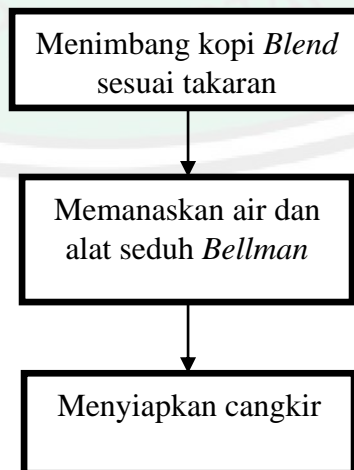 Menimbang kopi Blend
sesuai takaran
Memanaskan air dan
alat seduh Bellman
Menyiapkan cangkir